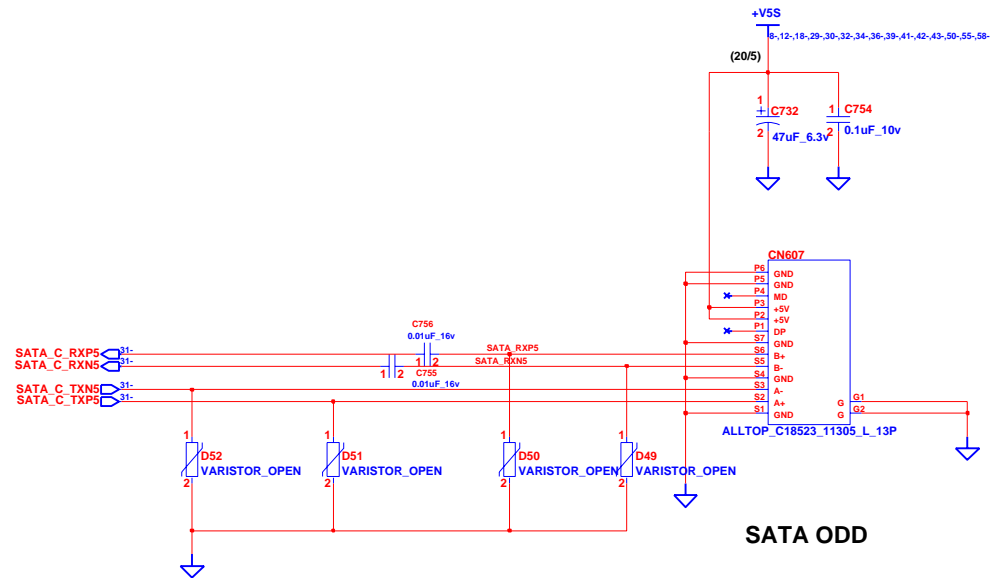 +V5S
8-,12-,18-,29-,30-,32-,34-,36-,39-,41-,42-,43-,50-,55-,58-
(20/5)
1
+
C732
2
47uF_6.3v
1
C754
2
0.1uF_10v
CN607
P6 GND
P5 GND
P4 MD
P3 +5V
P2 +5V
P1 DP
S7 GND
S6 B+
S5 B-
S4 GND
S3 A-
S2 A+
S1 GND
G G1
G G2
ALLTOP_C18523_11305_L_13P
C756
0.01uF_16v
1 2
SATA_RXP5
SATA_RXN5
1 2
C755
0.01uF_16v
SATA_C_RXP5 31-
SATA_C_RXN5 31-
SATA_C_TXN5 31-
SATA_C_TXP5 31-
1
D52
VARISTOR_OPEN
2
1
D51
VARISTOR_OPEN
2
1
D50
VARISTOR_OPEN
2
1
D49
VARISTOR_OPEN
2
SATA ODD